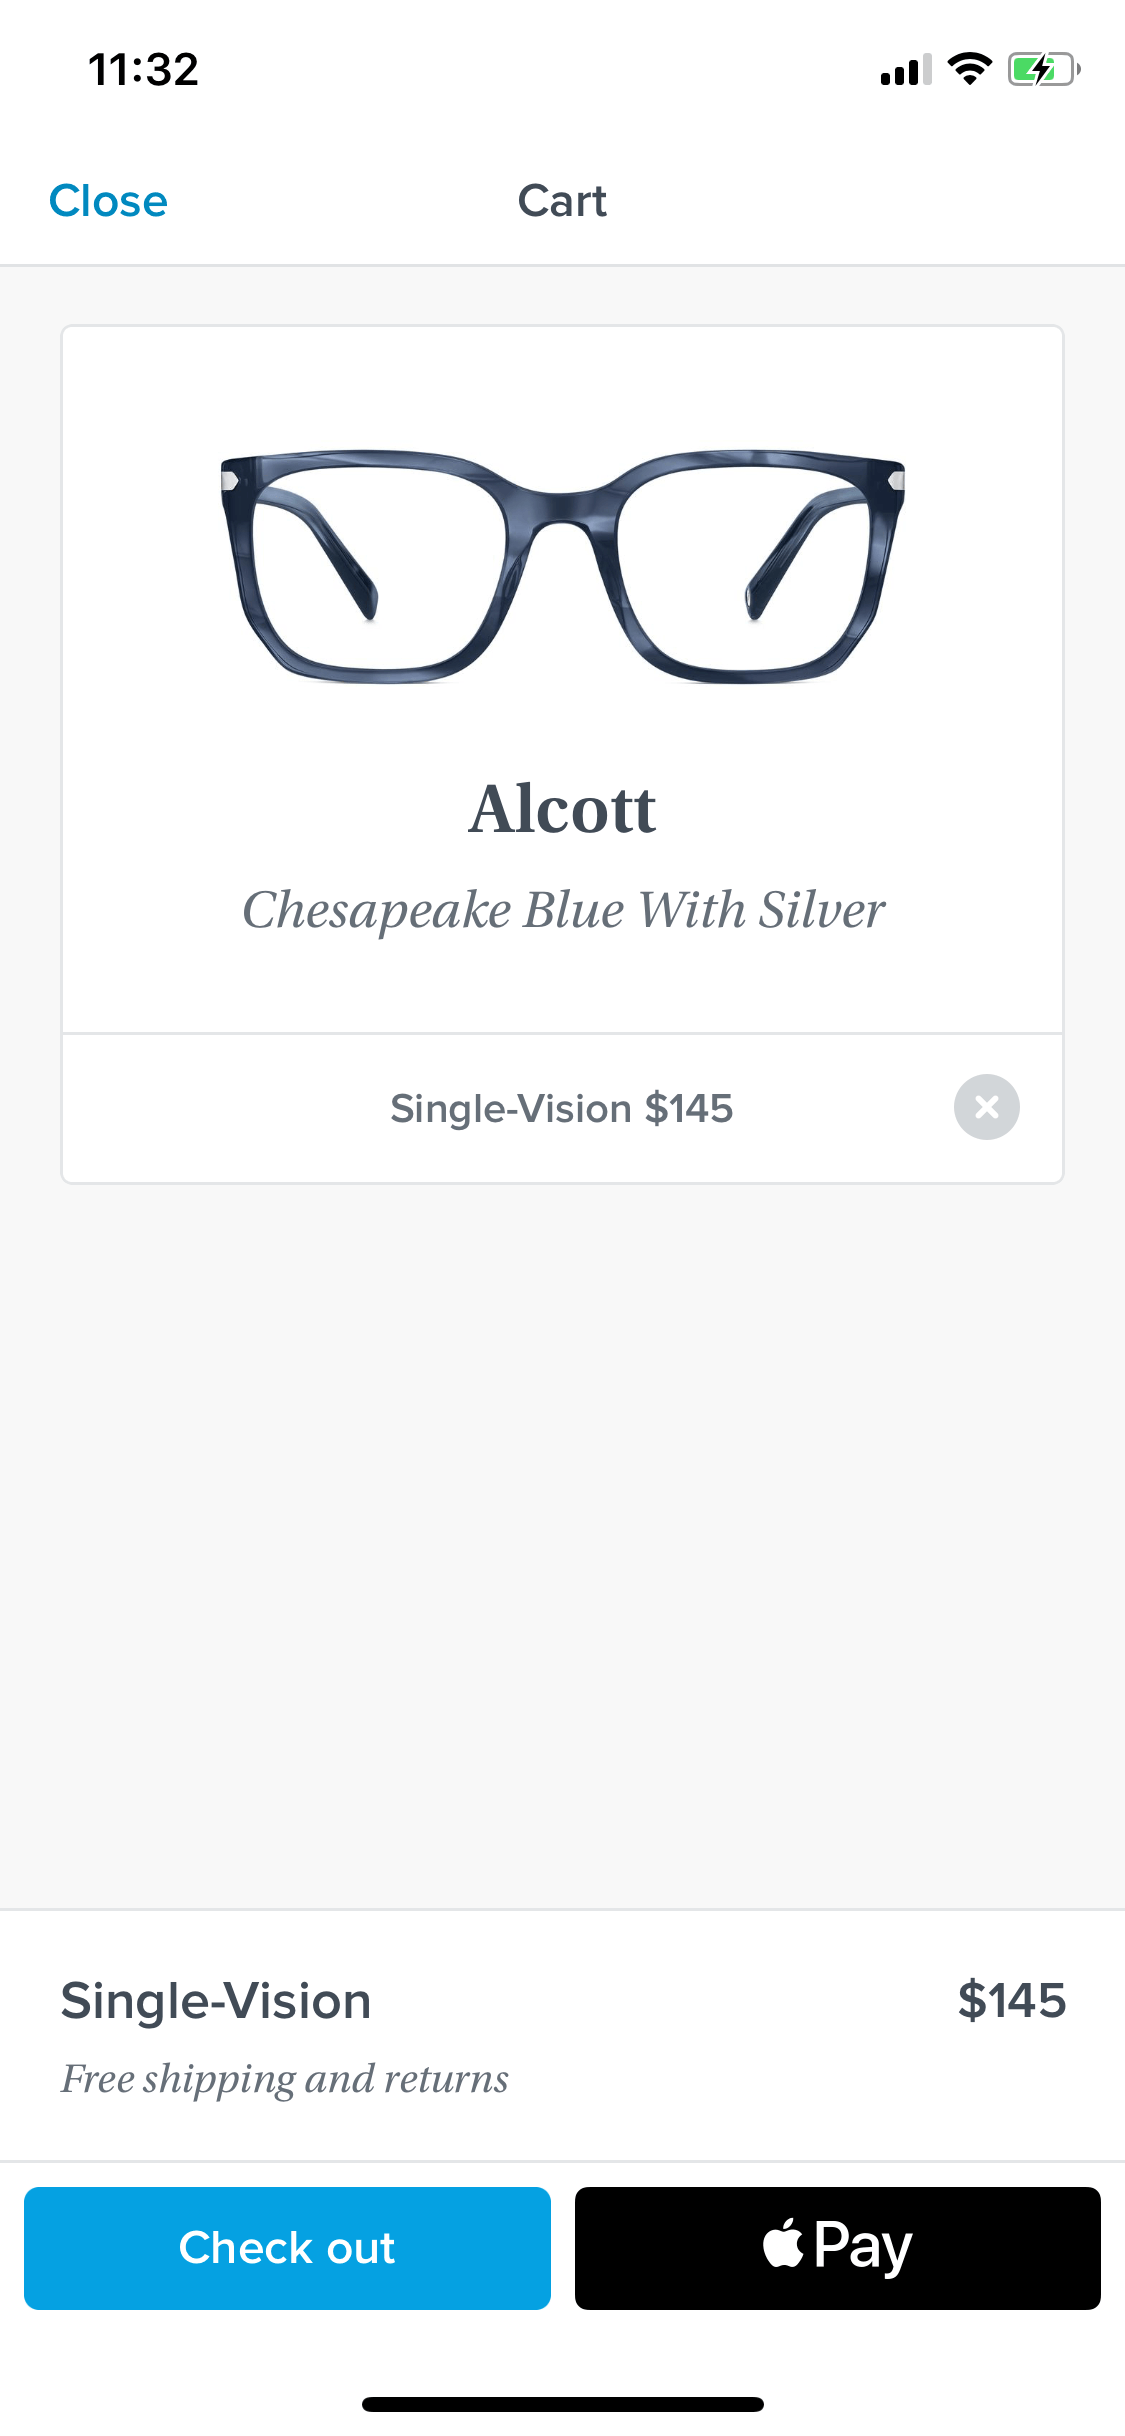 11:32
Close
Cart
Alcott
Chesapeake Blue With Silver
Single-Vision $145
Single-Vision
$145
Free shipping and returns
Check out
Pay